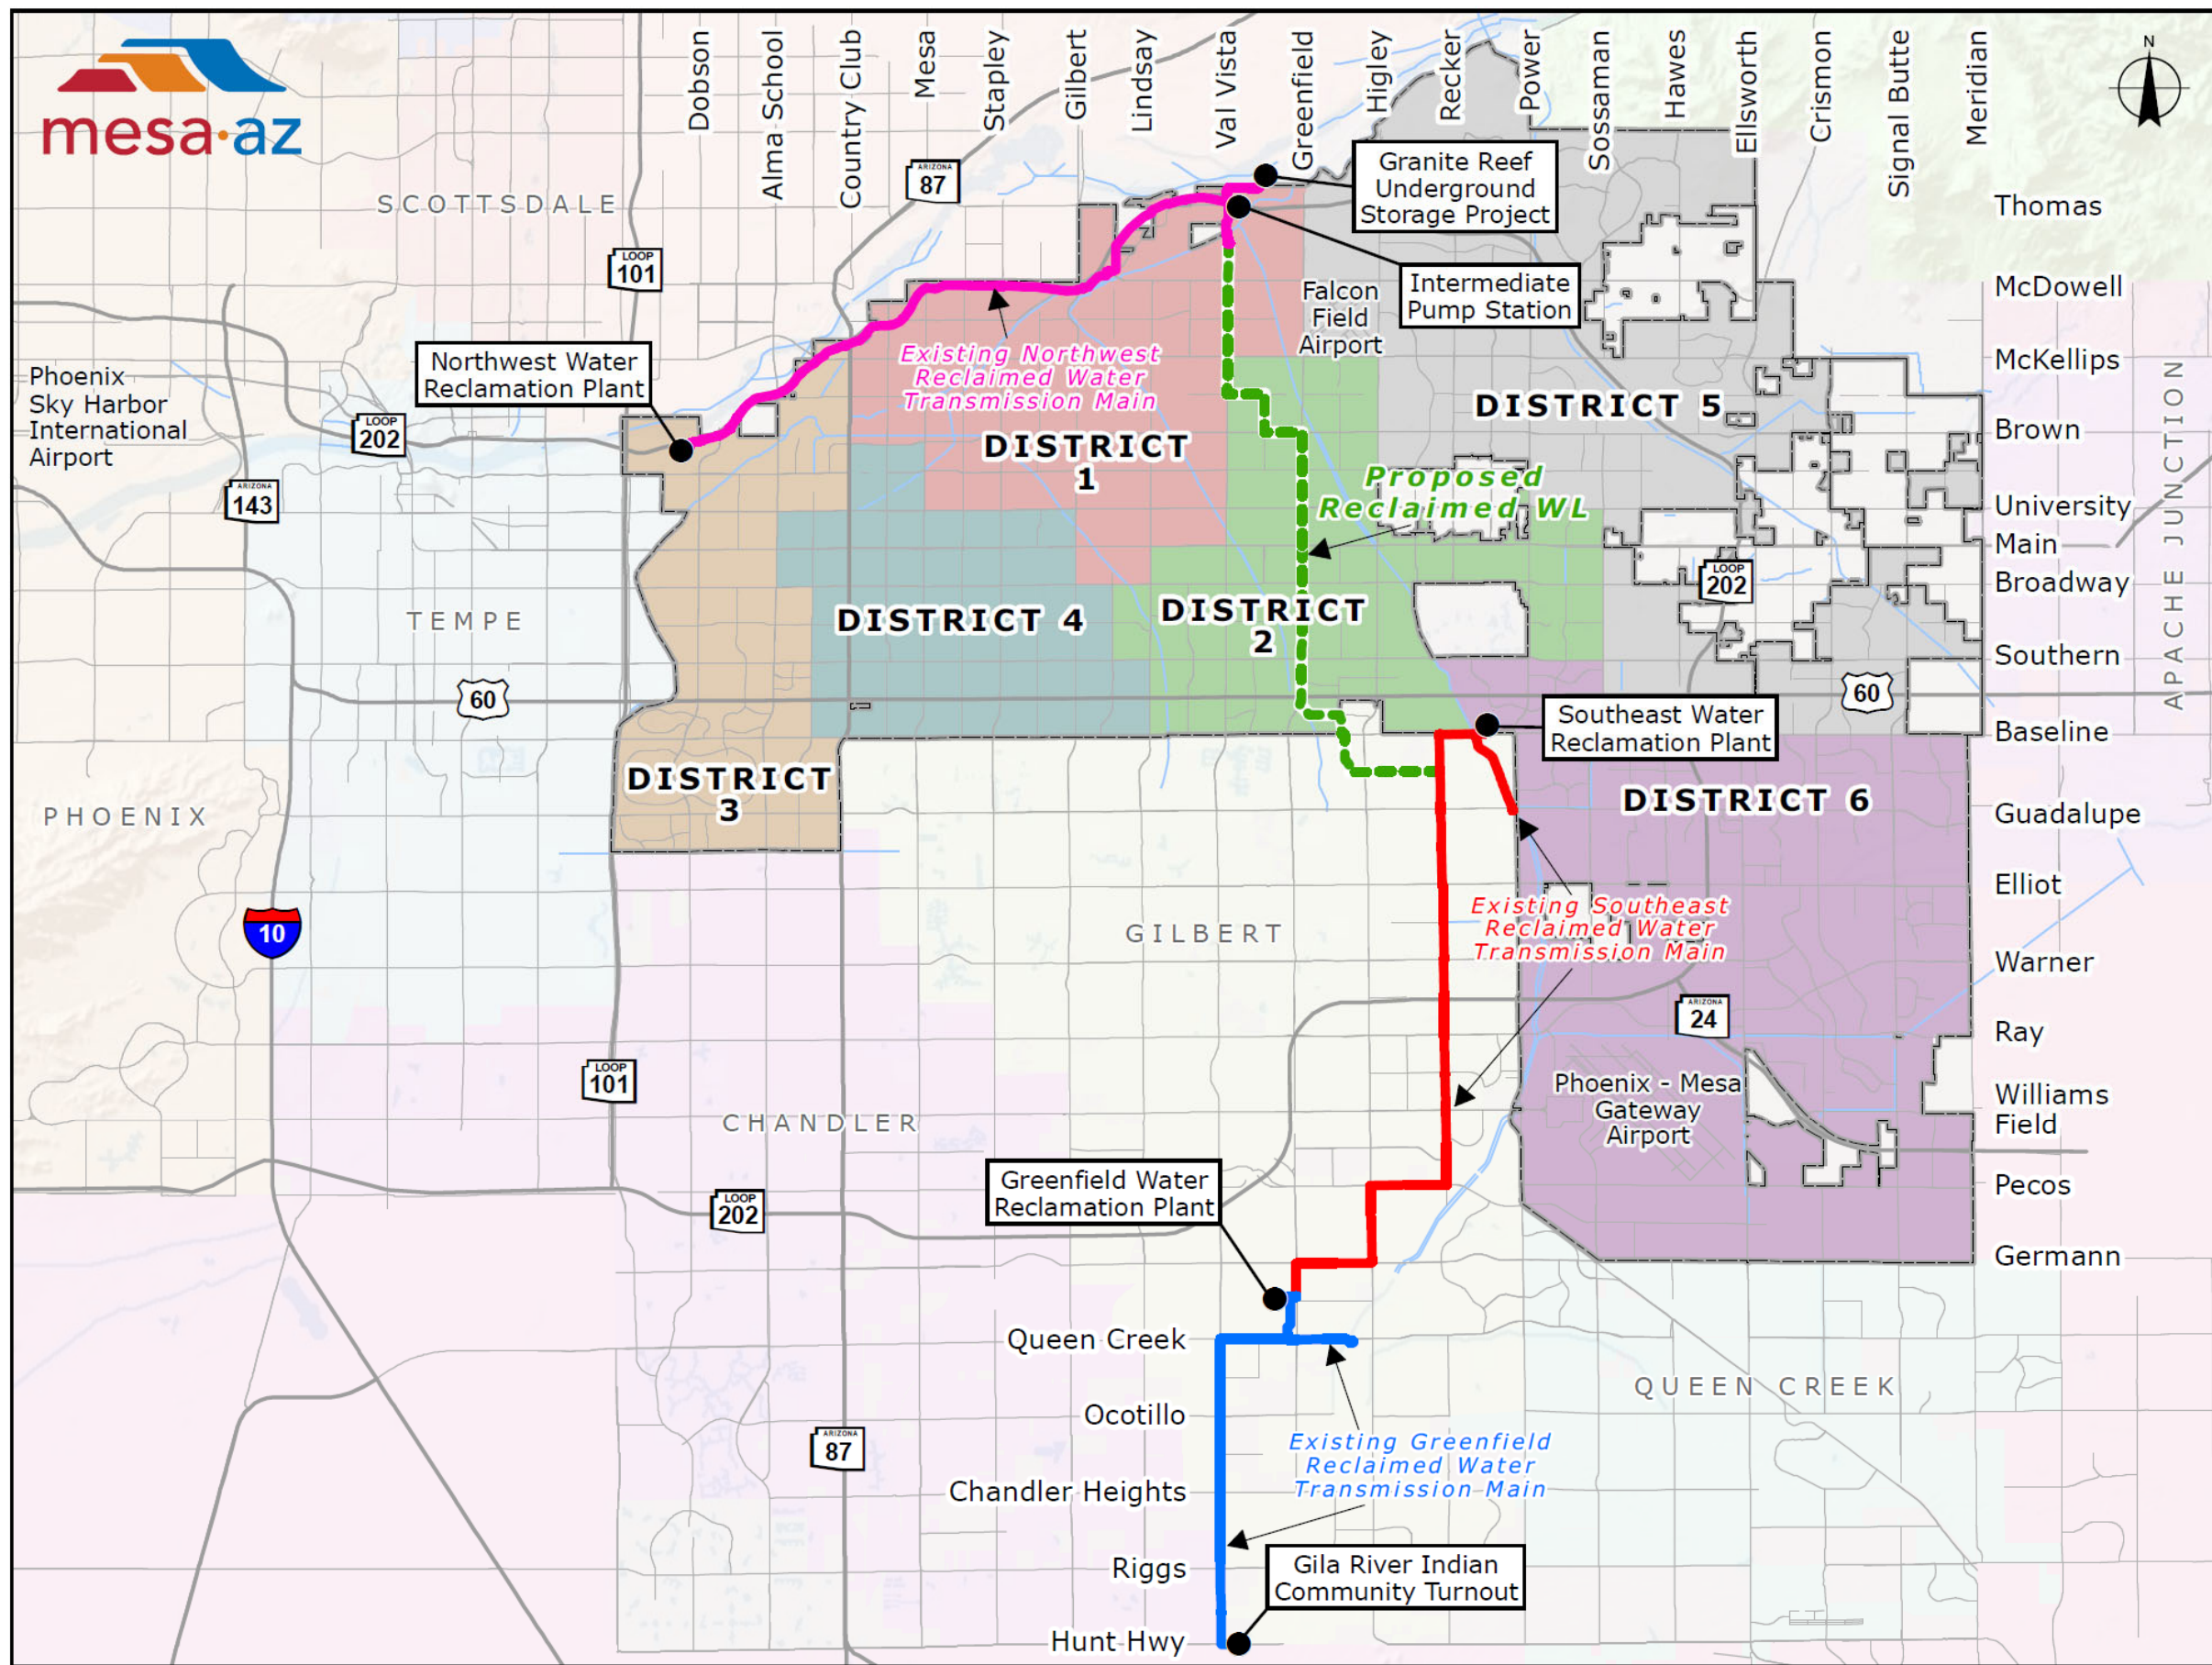 mesa·az
Dobson
Alma School
Country Club
Mesa
Stapley
Gilbert
Lindsay
Val Vista
Greenfield
Higley
Recker
Power
Sossaman
Hawes
Ellsworth
Crismon
Signal Butte
Meridian
N
SCOTTSDALE
ARIZONA
87
Granite Reef
Underground
Storage Project
Thomas
LOOP
101
Intermediate
Pump Station
McDowell
Falcon
Field
Airport
Northwest Water
Reclamation Plant
Existing Northwest
Reclaimed Water
Transmission Main
McKellips
Phoenix
Sky Harbor
International
Airport
LOOP
202
DISTRICT 5
Brown
DISTRICT
1
Proposed
Reclaimed WL
ARIZONA
143
University
Main
Broadway
LOOP
202
APACHE JUNCTION
TEMPE
DISTRICT 4
DISTRICT
2
Southern
60
60
Southeast Water
Reclamation Plant
Baseline
DISTRICT
3
DISTRICT 6
PHOENIX
Guadalupe
Elliot
10
GILBERT
Existing Southeast
Reclaimed Water
Transmission Main
Warner
ARIZONA
24
Ray
LOOP
101
Phoenix - Mesa
Gateway
Airport
Williams
Field
CHANDLER
Greenfield Water
Reclamation Plant
Pecos
LOOP
202
Germann
Queen Creek
QUEEN CREEK
Ocotillo
ARIZONA
87
Existing Greenfield
Reclaimed Water
Transmission Main
Chandler Heights
Riggs
Gila River Indian
Community Turnout
Hunt Hwy